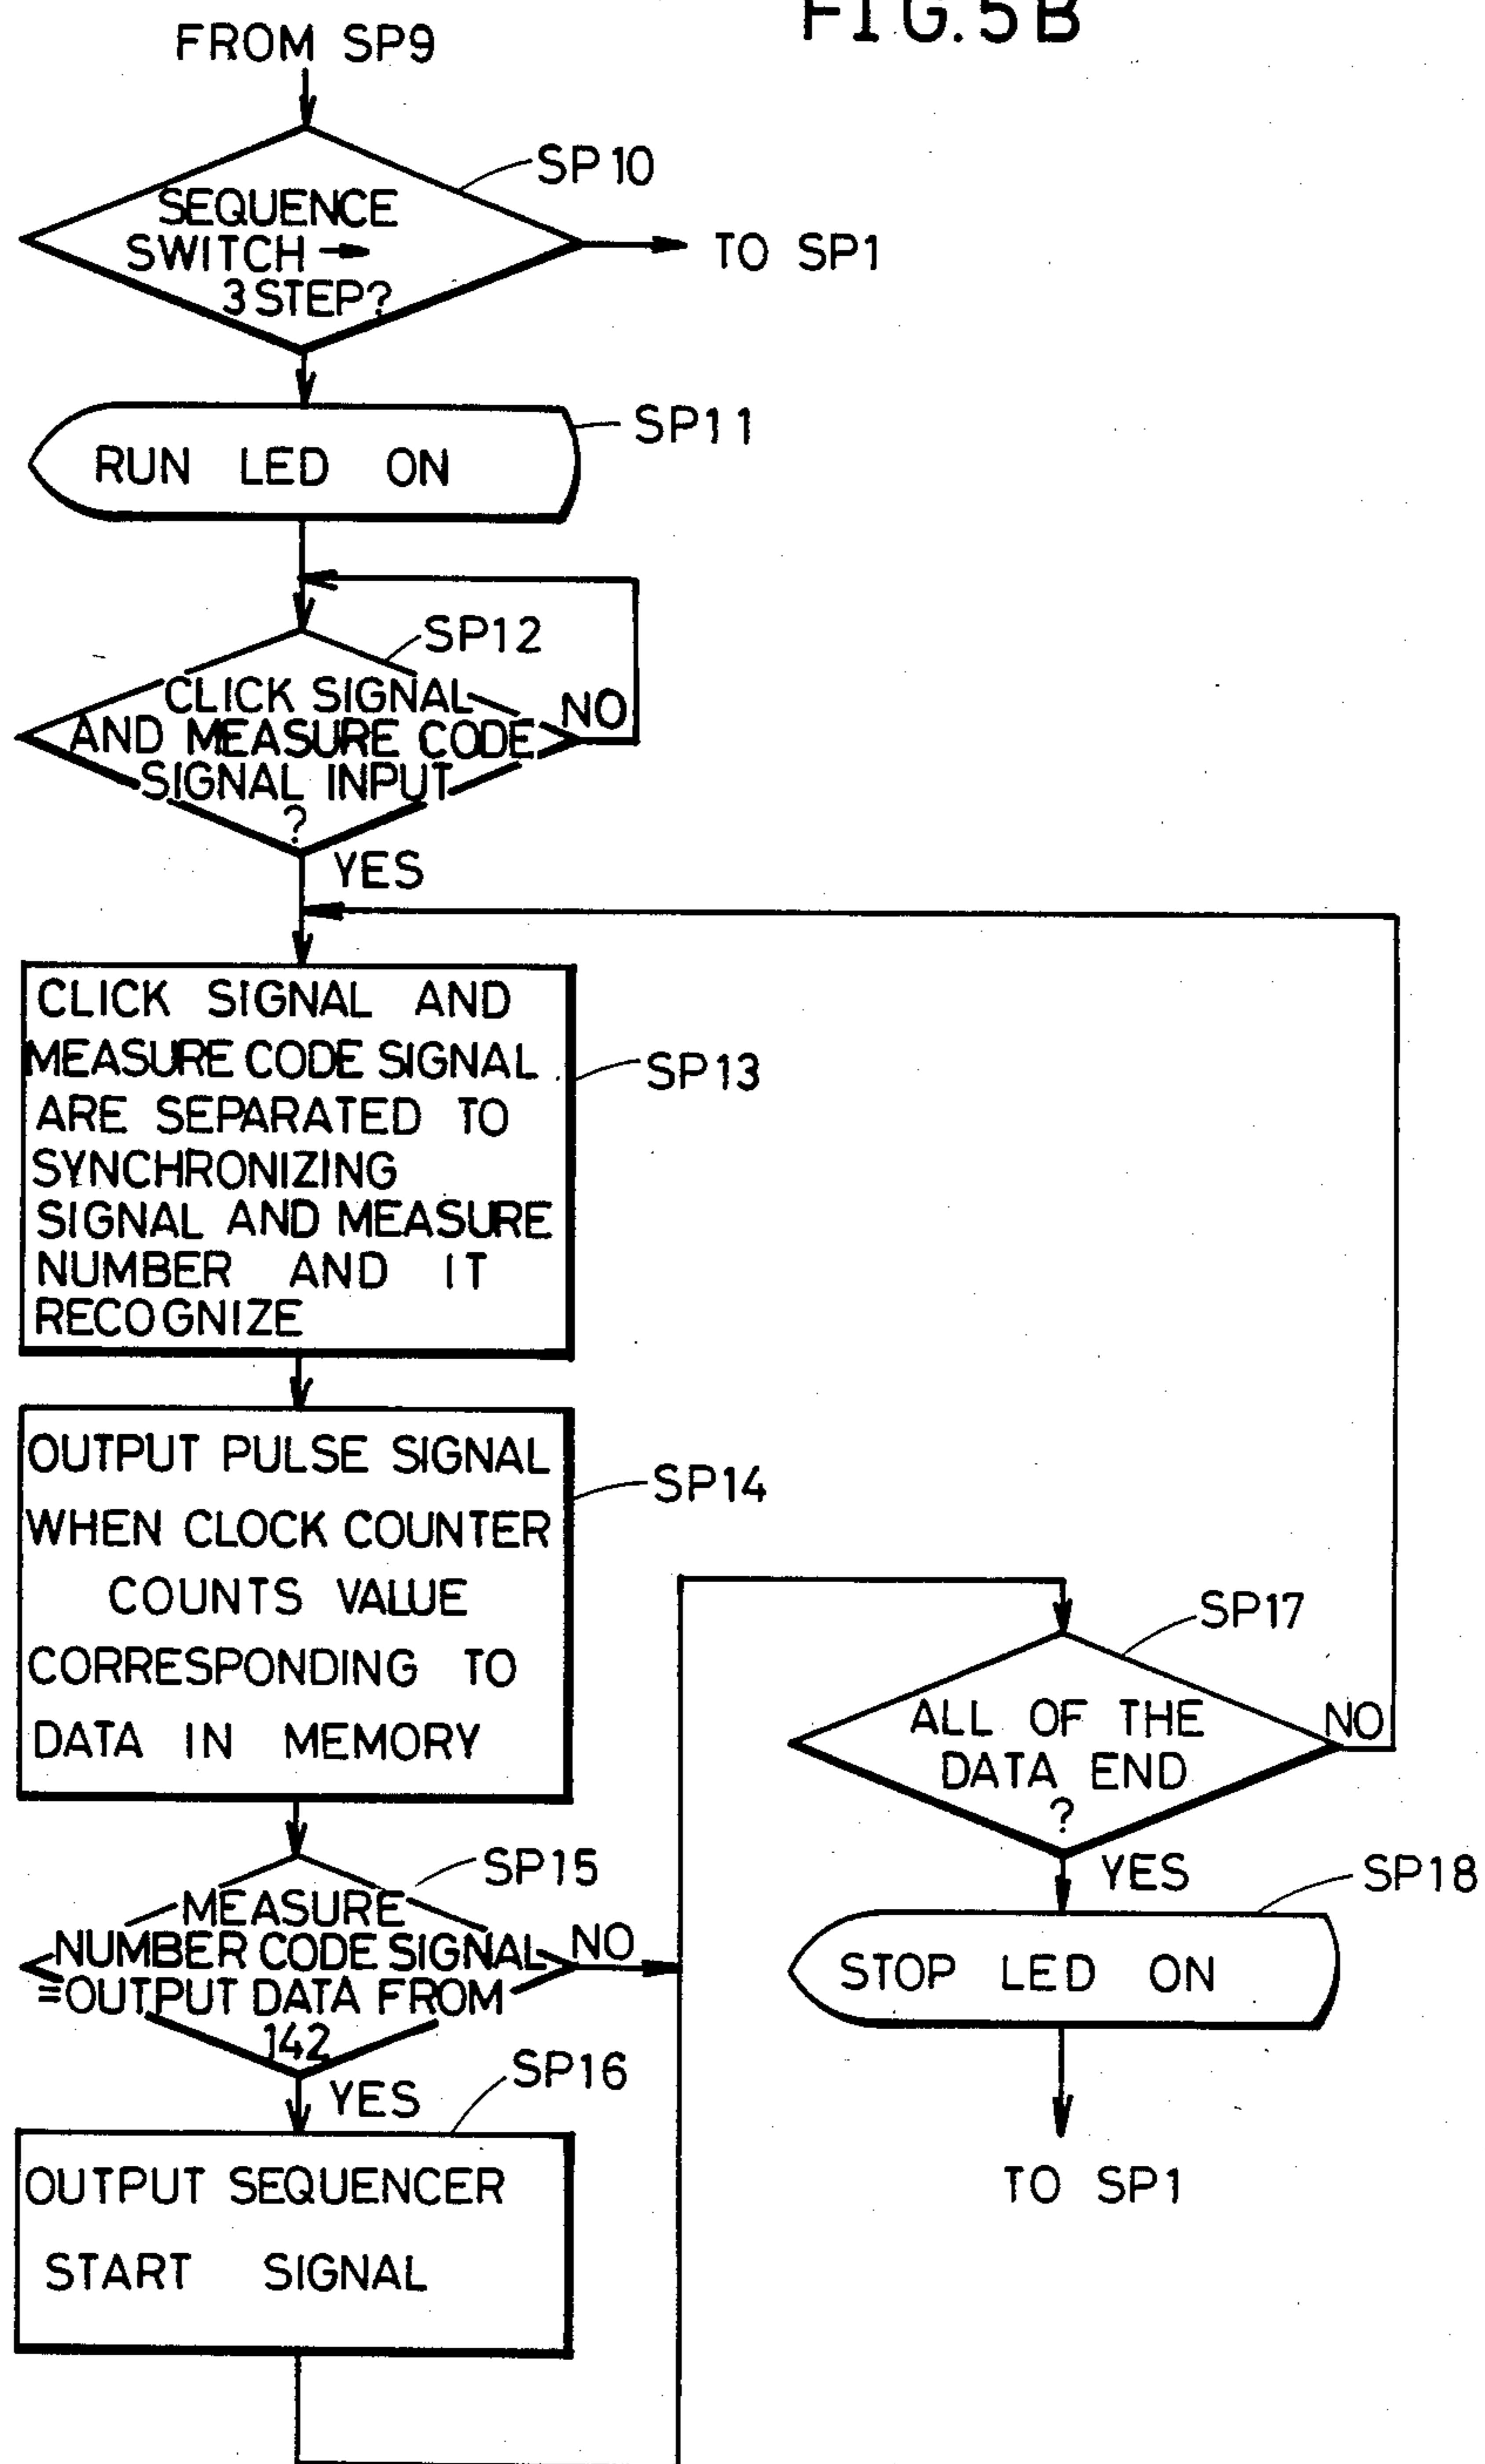 FIG. 5B
FROM SP9
SP10
SEQUENCE
SWITCH →
3 STEP?
TO SP1
SP11
RUN LED ON
SP12
CLICK SIGNAL
AND MEASURE CODE
SIGNAL INPUT
?
NO
YES
CLICK SIGNAL AND
MEASURE CODE SIGNAL
ARE SEPARATED TO
SYNCHRONIZING
SIGNAL AND MEASURE
NUMBER AND IT
RECOGNIZE
SP13
OUTPUT PULSE SIGNAL
WHEN CLOCK COUNTER
COUNTS VALUE
CORRESPONDING TO
DATA IN MEMORY
SP14
SP15
MEASURE
NUMBER CODE SIGNAL
=OUTPUT DATA FROM
142
NO
YES
SP16
OUTPUT SEQUENCER
START SIGNAL
SP17
ALL OF THE
DATA END
?
NO
YES
SP18
STOP LED ON
TO SP1